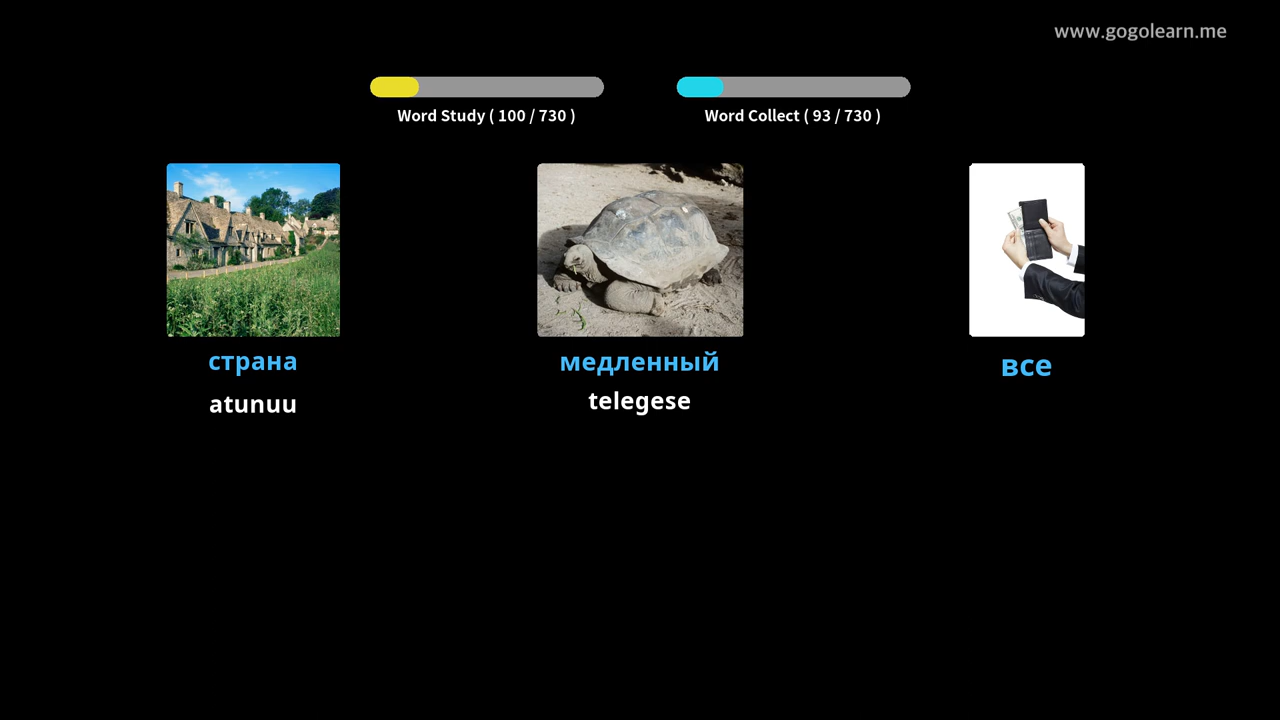 www.gogolearn.me
Word Study ( 100 / 730 )
Word Collect ( 93 / 730 )
страна
atunuu
медленный
telegese
все